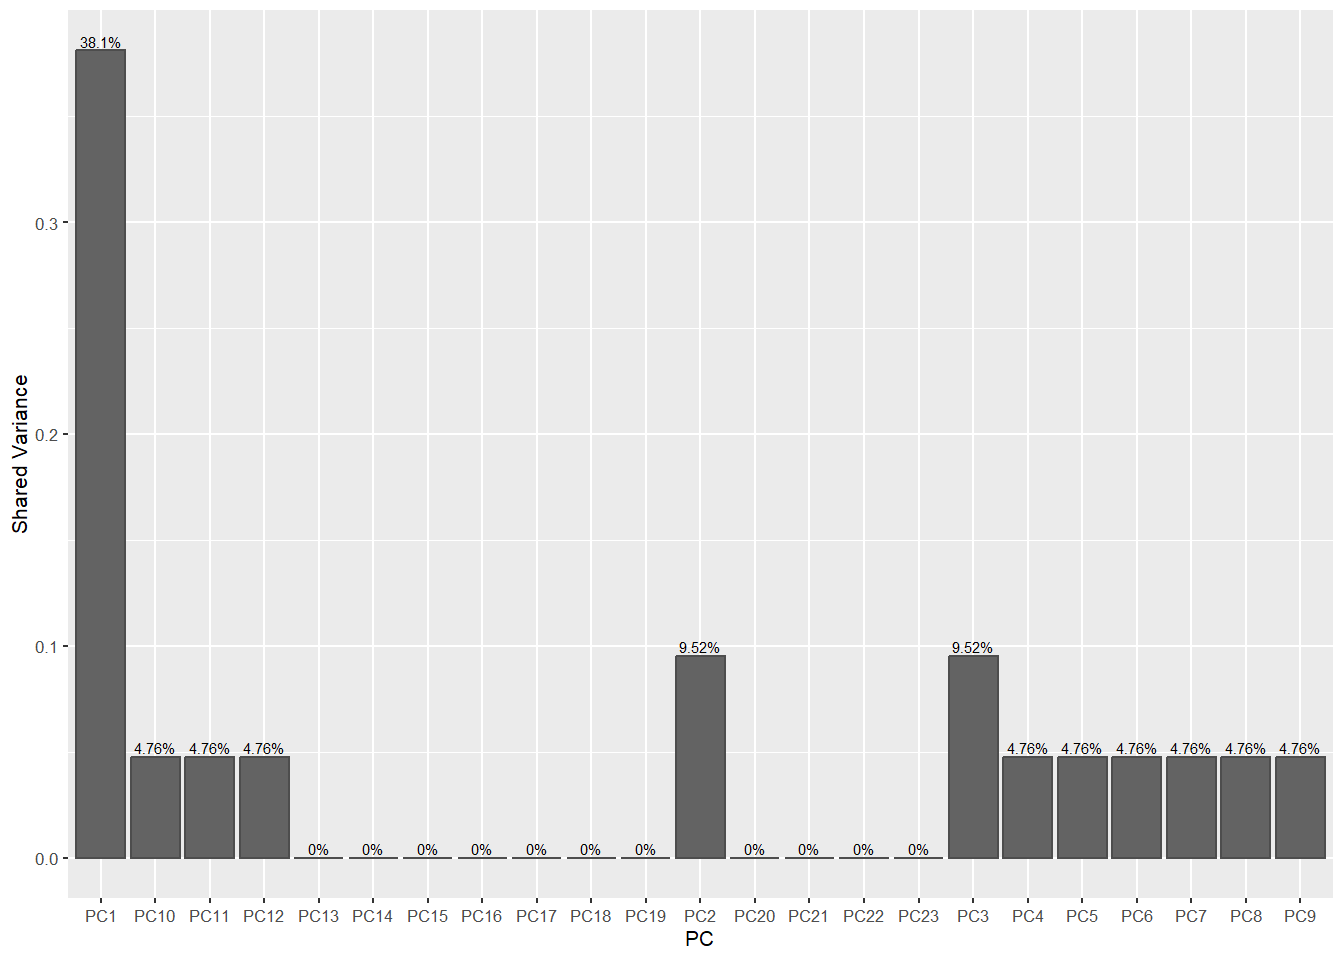 38.1%
0.3
0.2
0.1
9.52% 9.52%
4.76% 4.76% 4.76% 4.76% 4.76% 4.76% 4.76% 4.76% 4.76%
0.0
0% 0% 0% 0% 0% 0% 0% 0% 0% 0% 0%
PC1 PC10 PC11 PC12 PC13 PC14 PC15 PC16 PC17 PC18 PC19 PC2 PC20 PC21 PC22 PC23 PC3 PC4 PC5 PC6 PC7 PC8 PC9
PC
Shared Variance